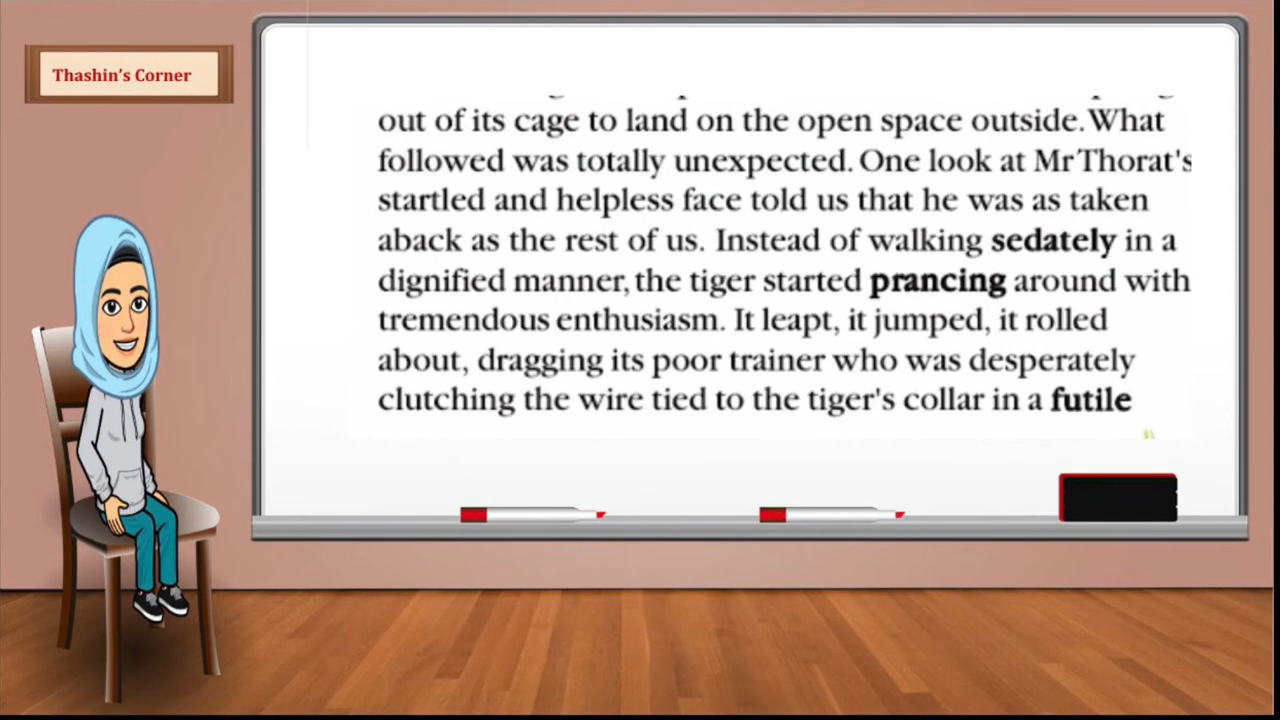 Thashin's Corner
out of its cage to land on the open space outside. What
followed was totally unexpected. One look at Mr Thorat's
startled and helpless face told us that he was as taken
aback as the rest of us. Instead of walking sedately in a
dignified manner, the tiger started prancing around with
tremendous enthusiasm. It leapt, it jumped, it rolled
about, dragging its poor trainer who was desperately
clutching the wire tied to the tiger's collar in a futile